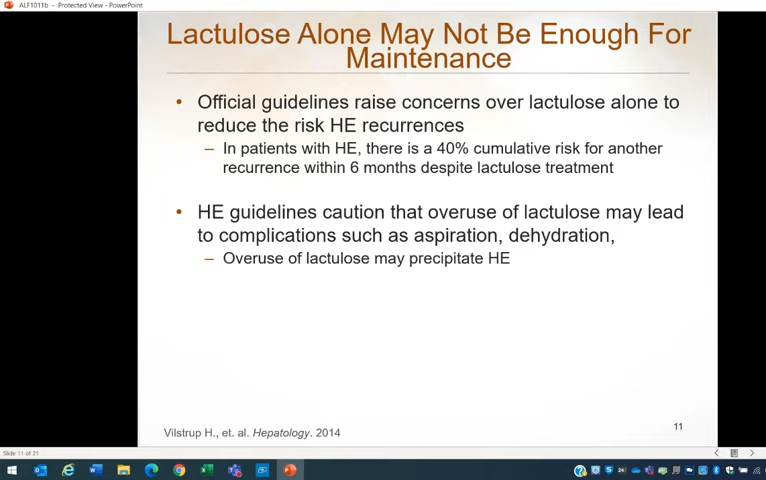 ALF1011b - Protected View - PowerPoint
Lactulose Alone May Not Be Enough For
Maintenance
• Official guidelines raise concerns over lactulose alone to
reduce the risk HE recurrences
– In patients with HE, there is a 40% cumulative risk for another
recurrence within 6 months despite lactulose treatment
• HE guidelines caution that overuse of lactulose may lead
to complications such as aspiration, dehydration,
– Overuse of lactulose may precipitate HE
Vilstrup H., et. al. Hepatology. 2014
11
Slide 11 of 21